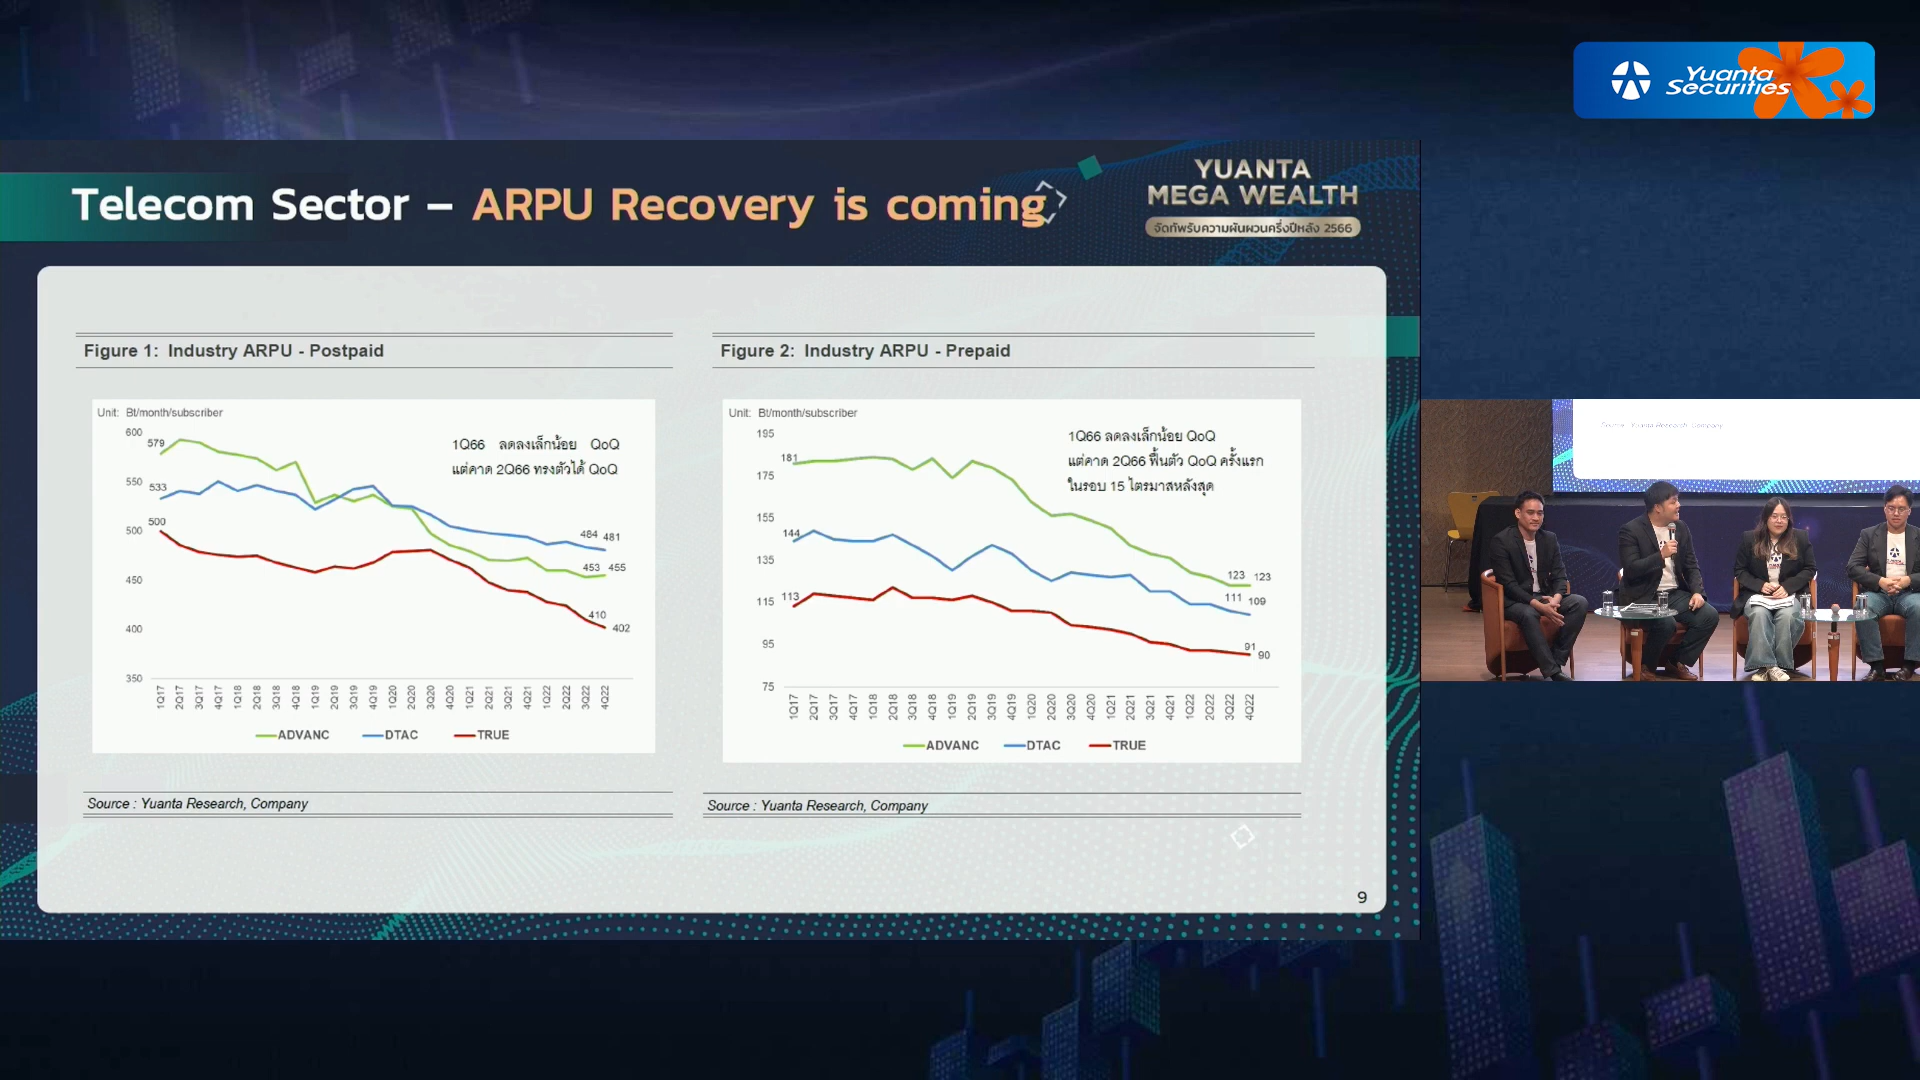 Yuanta
Securities
Telecom Sector – ARPU Recovery is coming
YUANTA
MEGA WEALTH
จัดทัพรับความผันผวนครึ่งปีหลัง 2566
Figure 1: Industry ARPU - Postpaid
Unit: Bt/month/subscriber
1Q66 ลดลงเล็กน้อย QoQ
แต่คาด 2Q66 ทรงตัวได้ QoQ
600
550
500
450
400
350
579
533
500
484 481
453 455
410
402
1Q17 2Q17 3Q17 4Q17 1Q18 2Q18 3Q18 4Q18 1Q19 2Q19 3Q19 4Q19 1Q20 2Q20 3Q20 4Q20 1Q21 2Q21 3Q21 4Q21 1Q22 2Q22 3Q22 4Q22
ADVANC DTAC TRUE
Source : Yuanta Research, Company
Figure 2: Industry ARPU - Prepaid
Unit: Bt/month/subscriber
1Q66 ลดลงเล็กน้อย QoQ
แต่คาด 2Q66 ฟื้นตัว QoQ ครั้งแรก
ในรอบ 15 ไตรมาสหลังสุด
195
175
155
135
115
95
75
181
144
113
123 123
111 109
91
90
1Q17 2Q17 3Q17 4Q17 1Q18 2Q18 3Q18 4Q18 1Q19 2Q19 3Q19 4Q19 1Q20 2Q20 3Q20 4Q20 1Q21 2Q21 3Q21 4Q21 1Q22 2Q22 3Q22 4Q22
ADVANC DTAC TRUE
Source : Yuanta Research, Company
9
Source : Yuanta Research, Company